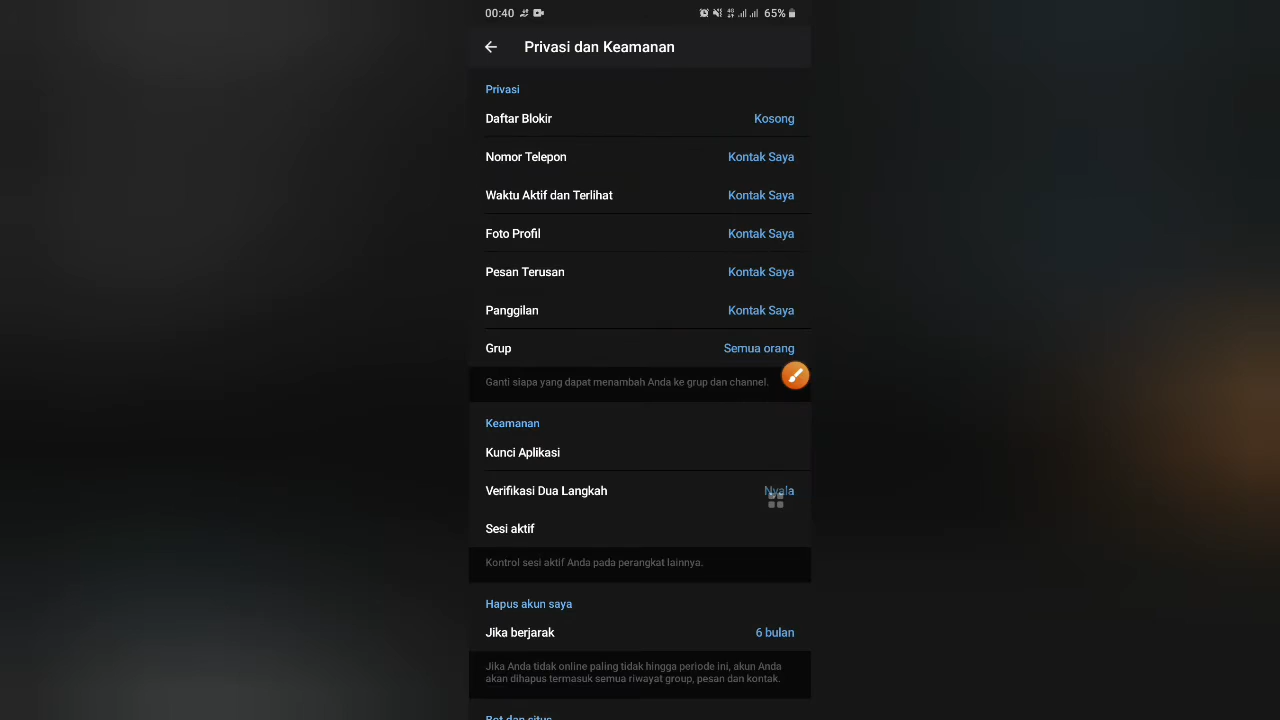 00:40 65%
Privasi dan Keamanan
Privasi
Daftar Blokir Kosong
Nomor Telepon Kontak Saya
Waktu Aktif dan Terlihat Kontak Saya
Foto Profil Kontak Saya
Pesan Terusan Kontak Saya
Panggilan Kontak Saya
Grup Semua orang
Ganti siapa yang dapat menambah Anda ke grup dan channel.
Keamanan
Kunci Aplikasi
Verifikasi Dua Langkah Nyala
Sesi aktif
Kontrol sesi aktif Anda pada perangkat lainnya.
Hapus akun saya
Jika berjarak 6 bulan
Jika Anda tidak online paling tidak hingga periode ini, akun Anda
akan dihapus termasuk semua riwayat group, pesan dan kontak.
Bot dan situs